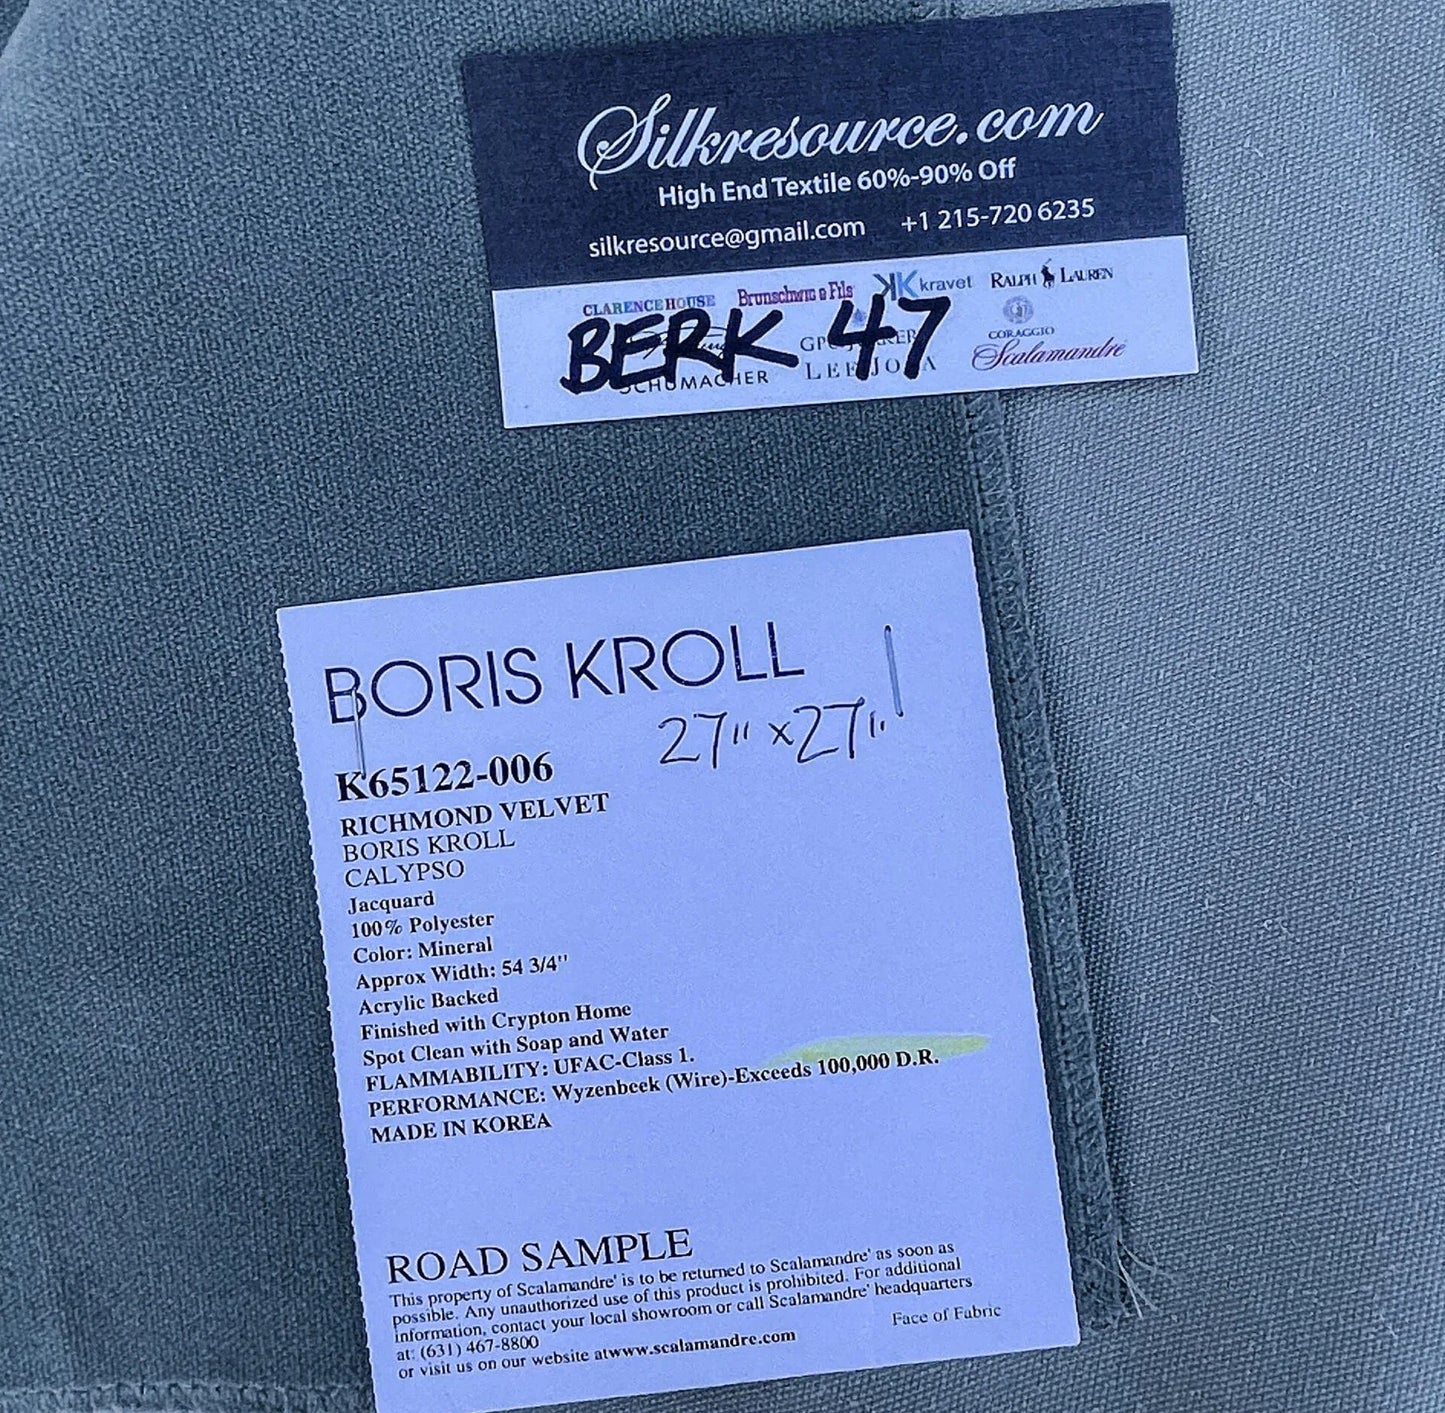 Silkresource.com
High End Textile 60%-90% Off
silkresource@gmail.com +1 215-720 6235
CLARENCE HOUSE Brunschwig & Fils kravet RALPH LAUREN
BERK 47
CORAGGIO
SCHUMACHER LEE JOFA Scalamandré
BORIS KROLL
27" x 27"
K65122-006
RICHMOND VELVET
BORIS KROLL
CALYPSO
Jacquard
100% Polyester
Color: Mineral
Approx Width: 54 3/4"
Acrylic Backed
Finished with Crypton Home
Spot Clean with Soap and Water
FLAMMABILITY: UFAC-Class 1.
PERFORMANCE: Wyzenbeek (Wire)-Exceeds 100,000 D.R.
MADE IN KOREA
ROAD SAMPLE
This property of Scalamandre' is to be returned to Scalamandre' as soon as
possible. Any unauthorized use of this product is prohibited. For additional
information, contact your local showroom or call Scalamandre' headquarters
at: (631) 467-8800
or visit us on our website atwww.scalamandre.com
Face of Fabric